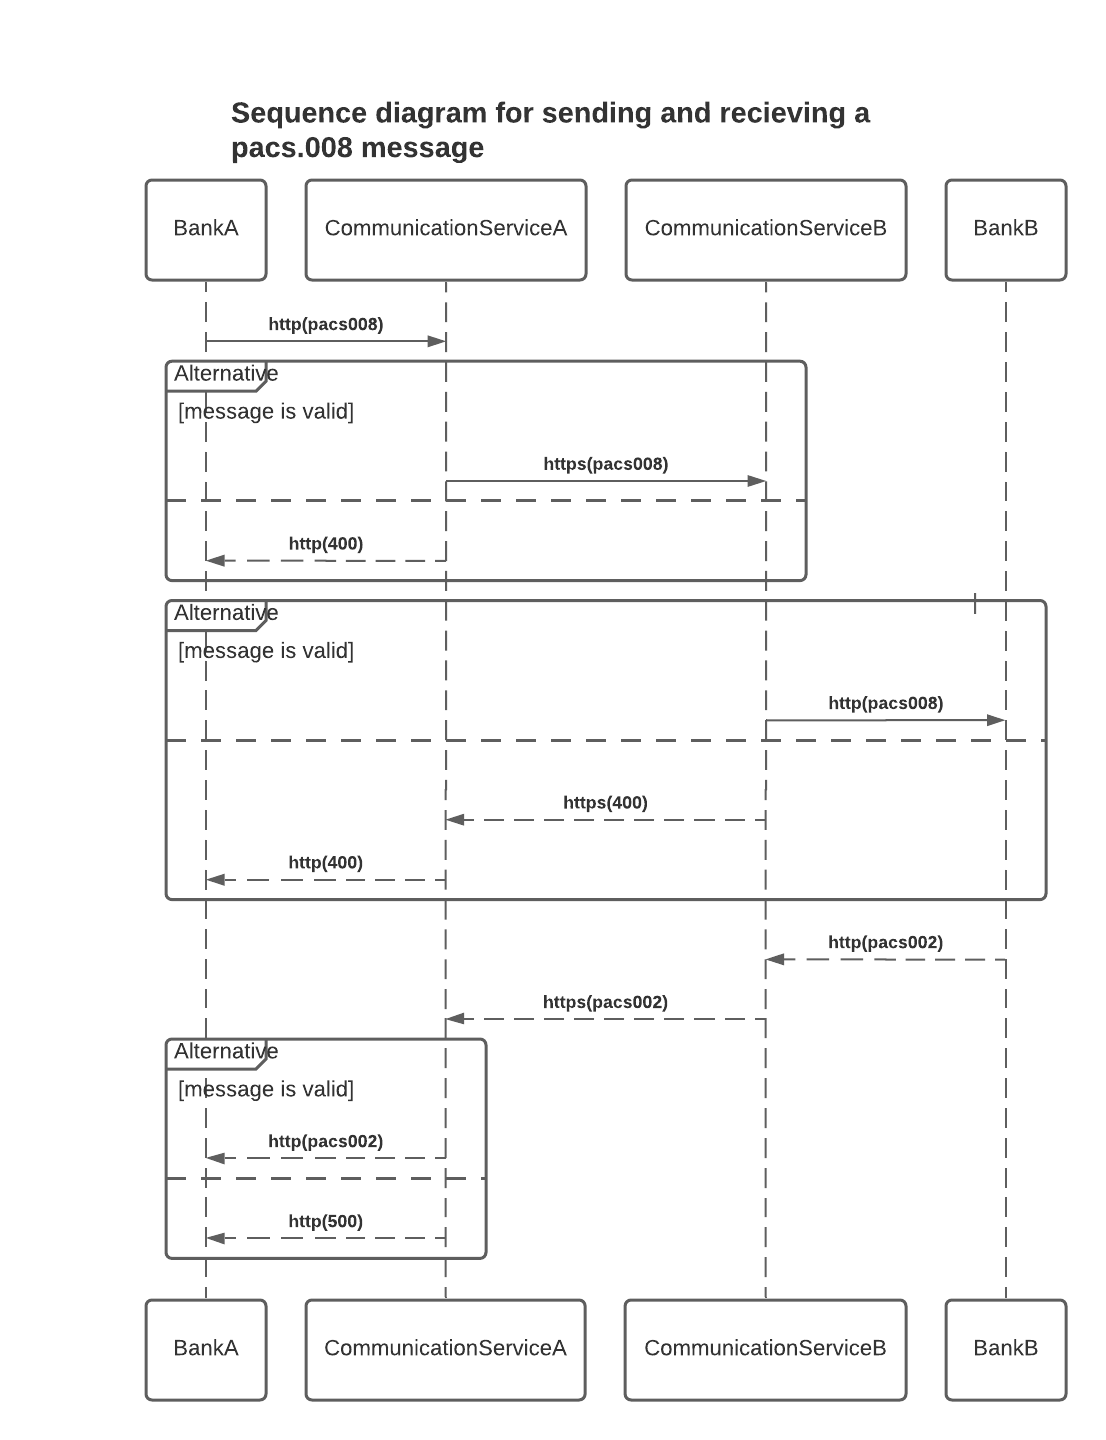 Sequence diagram for sending and recieving a
pacs.008 message
BankA
CommunicationServiceA
CommunicationServiceB
BankB
http(pacs008)
Alternative
[message is valid]
https(pacs008)
http(400)
Alternative
[message is valid]
http(pacs008)
https(400)
http(400)
http(pacs002)
https(pacs002)
Alternative
[message is valid]
http(pacs002)
http(500)
BankA
CommunicationServiceA
CommunicationServiceB
BankB